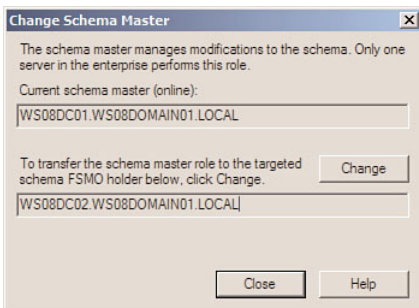 Change Schema Master
The schema master manages modifications to the schema. Only one
server in the enterprise performs this role.
Current schema master (online):
WS08DC01.WS08DOMAIN01.LOCAL
To transfer the schema master role to the targeted
schema FSMO holder below, click Change.
Change
WS08DC02.WS08DOMAIN01.LOCAL
Close
Help